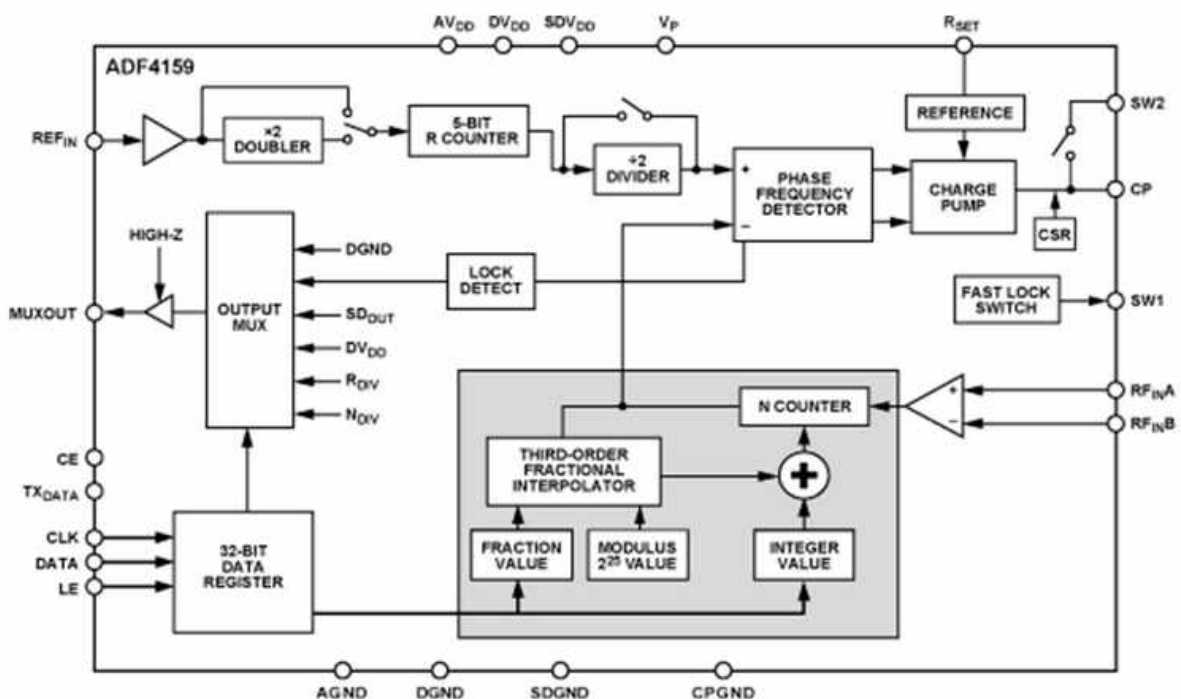 AVDD
DVDD
SDVDD
VP
RSET
ADF4159
REFIN
×2
DOUBLER
5-BIT
R COUNTER
÷2
DIVIDER
PHASE
FREQUENCY
DETECTOR
+
−
REFERENCE
CHARGE
PUMP
SW2
CP
CSR
HIGH-Z
MUXOUT
OUTPUT
MUX
DGND
LOCK
DETECT
SDOUT
DVDD
RDIV
NDIV
FAST LOCK
SWITCH
SW1
N COUNTER
+
−
RFINA
RFINB
THIRD-ORDER
FRACTIONAL
INTERPOLATOR
+
CE
TXDATA
CLK
DATA
LE
32-BIT
DATA
REGISTER
FRACTION
VALUE
MODULUS
2²⁵ VALUE
INTEGER
VALUE
AGND
DGND
SDGND
CPGND